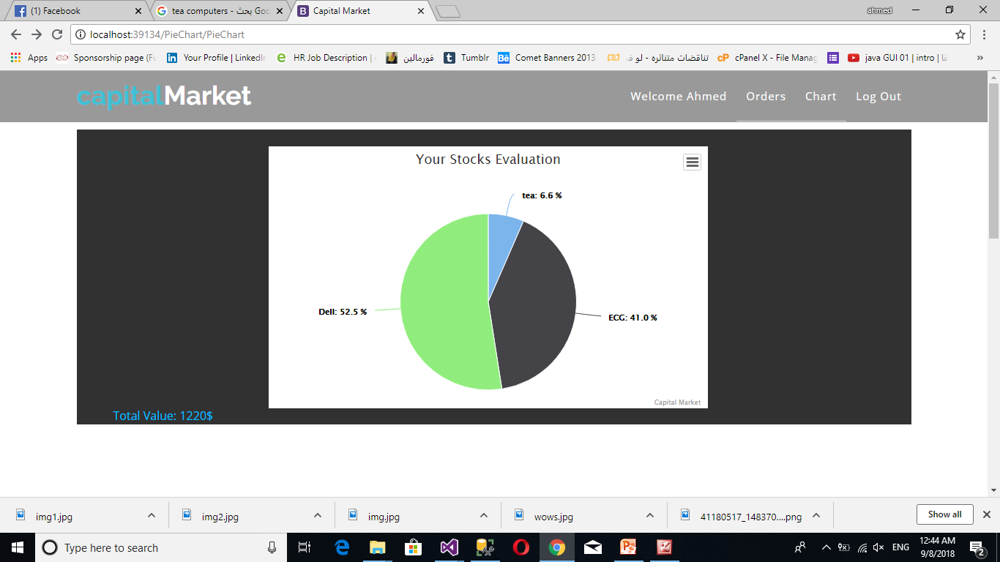 (1) Facebook
tea computers - بحث Goo
Capital Market
ahmed
localhost:39134/PieChart/PieChart
Apps
Sponsorship page (Fu
Your Profile | LinkedIn
HR Job Description |
فورمالين
Tumblr
Comet Banners 2013
تناقضات متناثره - لو ف
cPanel X - File Manag
java GUI 01 | intro | فا
»
capitalMarket
Welcome Ahmed
Orders
Chart
Log Out
Your Stocks Evaluation
tea: 6.6 %
Dell: 52.5 %
ECG: 41.0 %
Capital Market
Total Value: 1220$
img1.jpg
img2.jpg
img.jpg
wows.jpg
41180517_148370....png
Show all
Type here to search
ENG
12:44 AM
9/8/2018
2